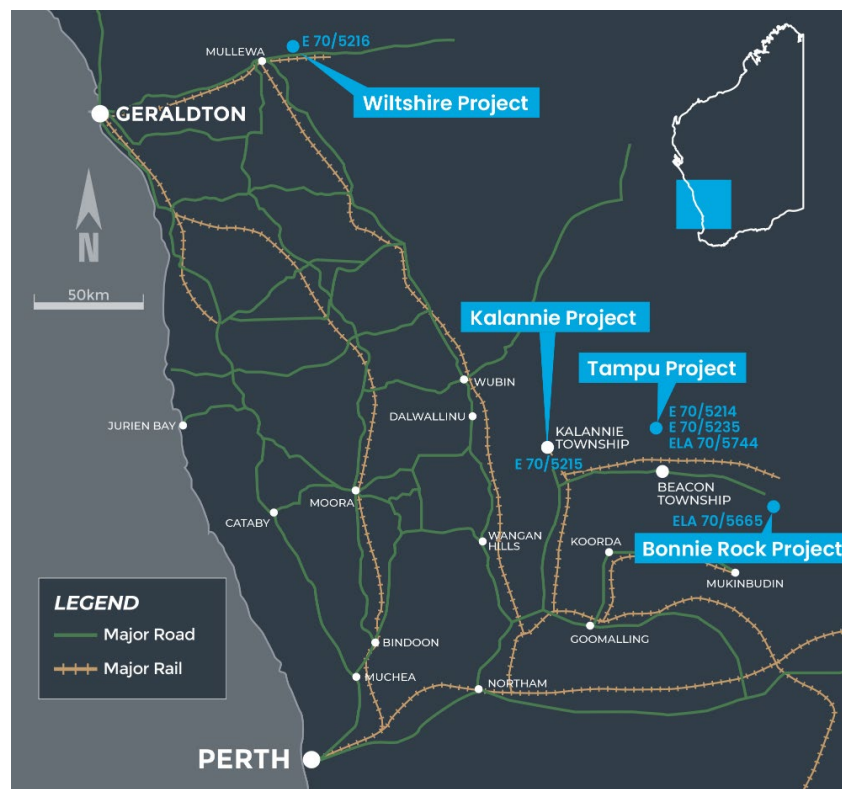 E 70/5216
MULLEWA
Wiltshire Project
GERALDTON
N
50km
Kalannie Project
Tampu Project
WUBIN
E 70/5214
E 70/5235
ELA 70/5744
DALWALLINU
JURIEN BAY
KALANNIE
TOWNSHIP
E 70/5215
BEACON
TOWNSHIP
MOORA
CATABY
ELA 70/5665
WANGAN
HILLS
KOORDA
Bonnie Rock Project
MUKINBUDIN
LEGEND
Major Road
Major Rail
BINDOON
GOOMALLING
MUCHEA
NORTHAM
PERTH